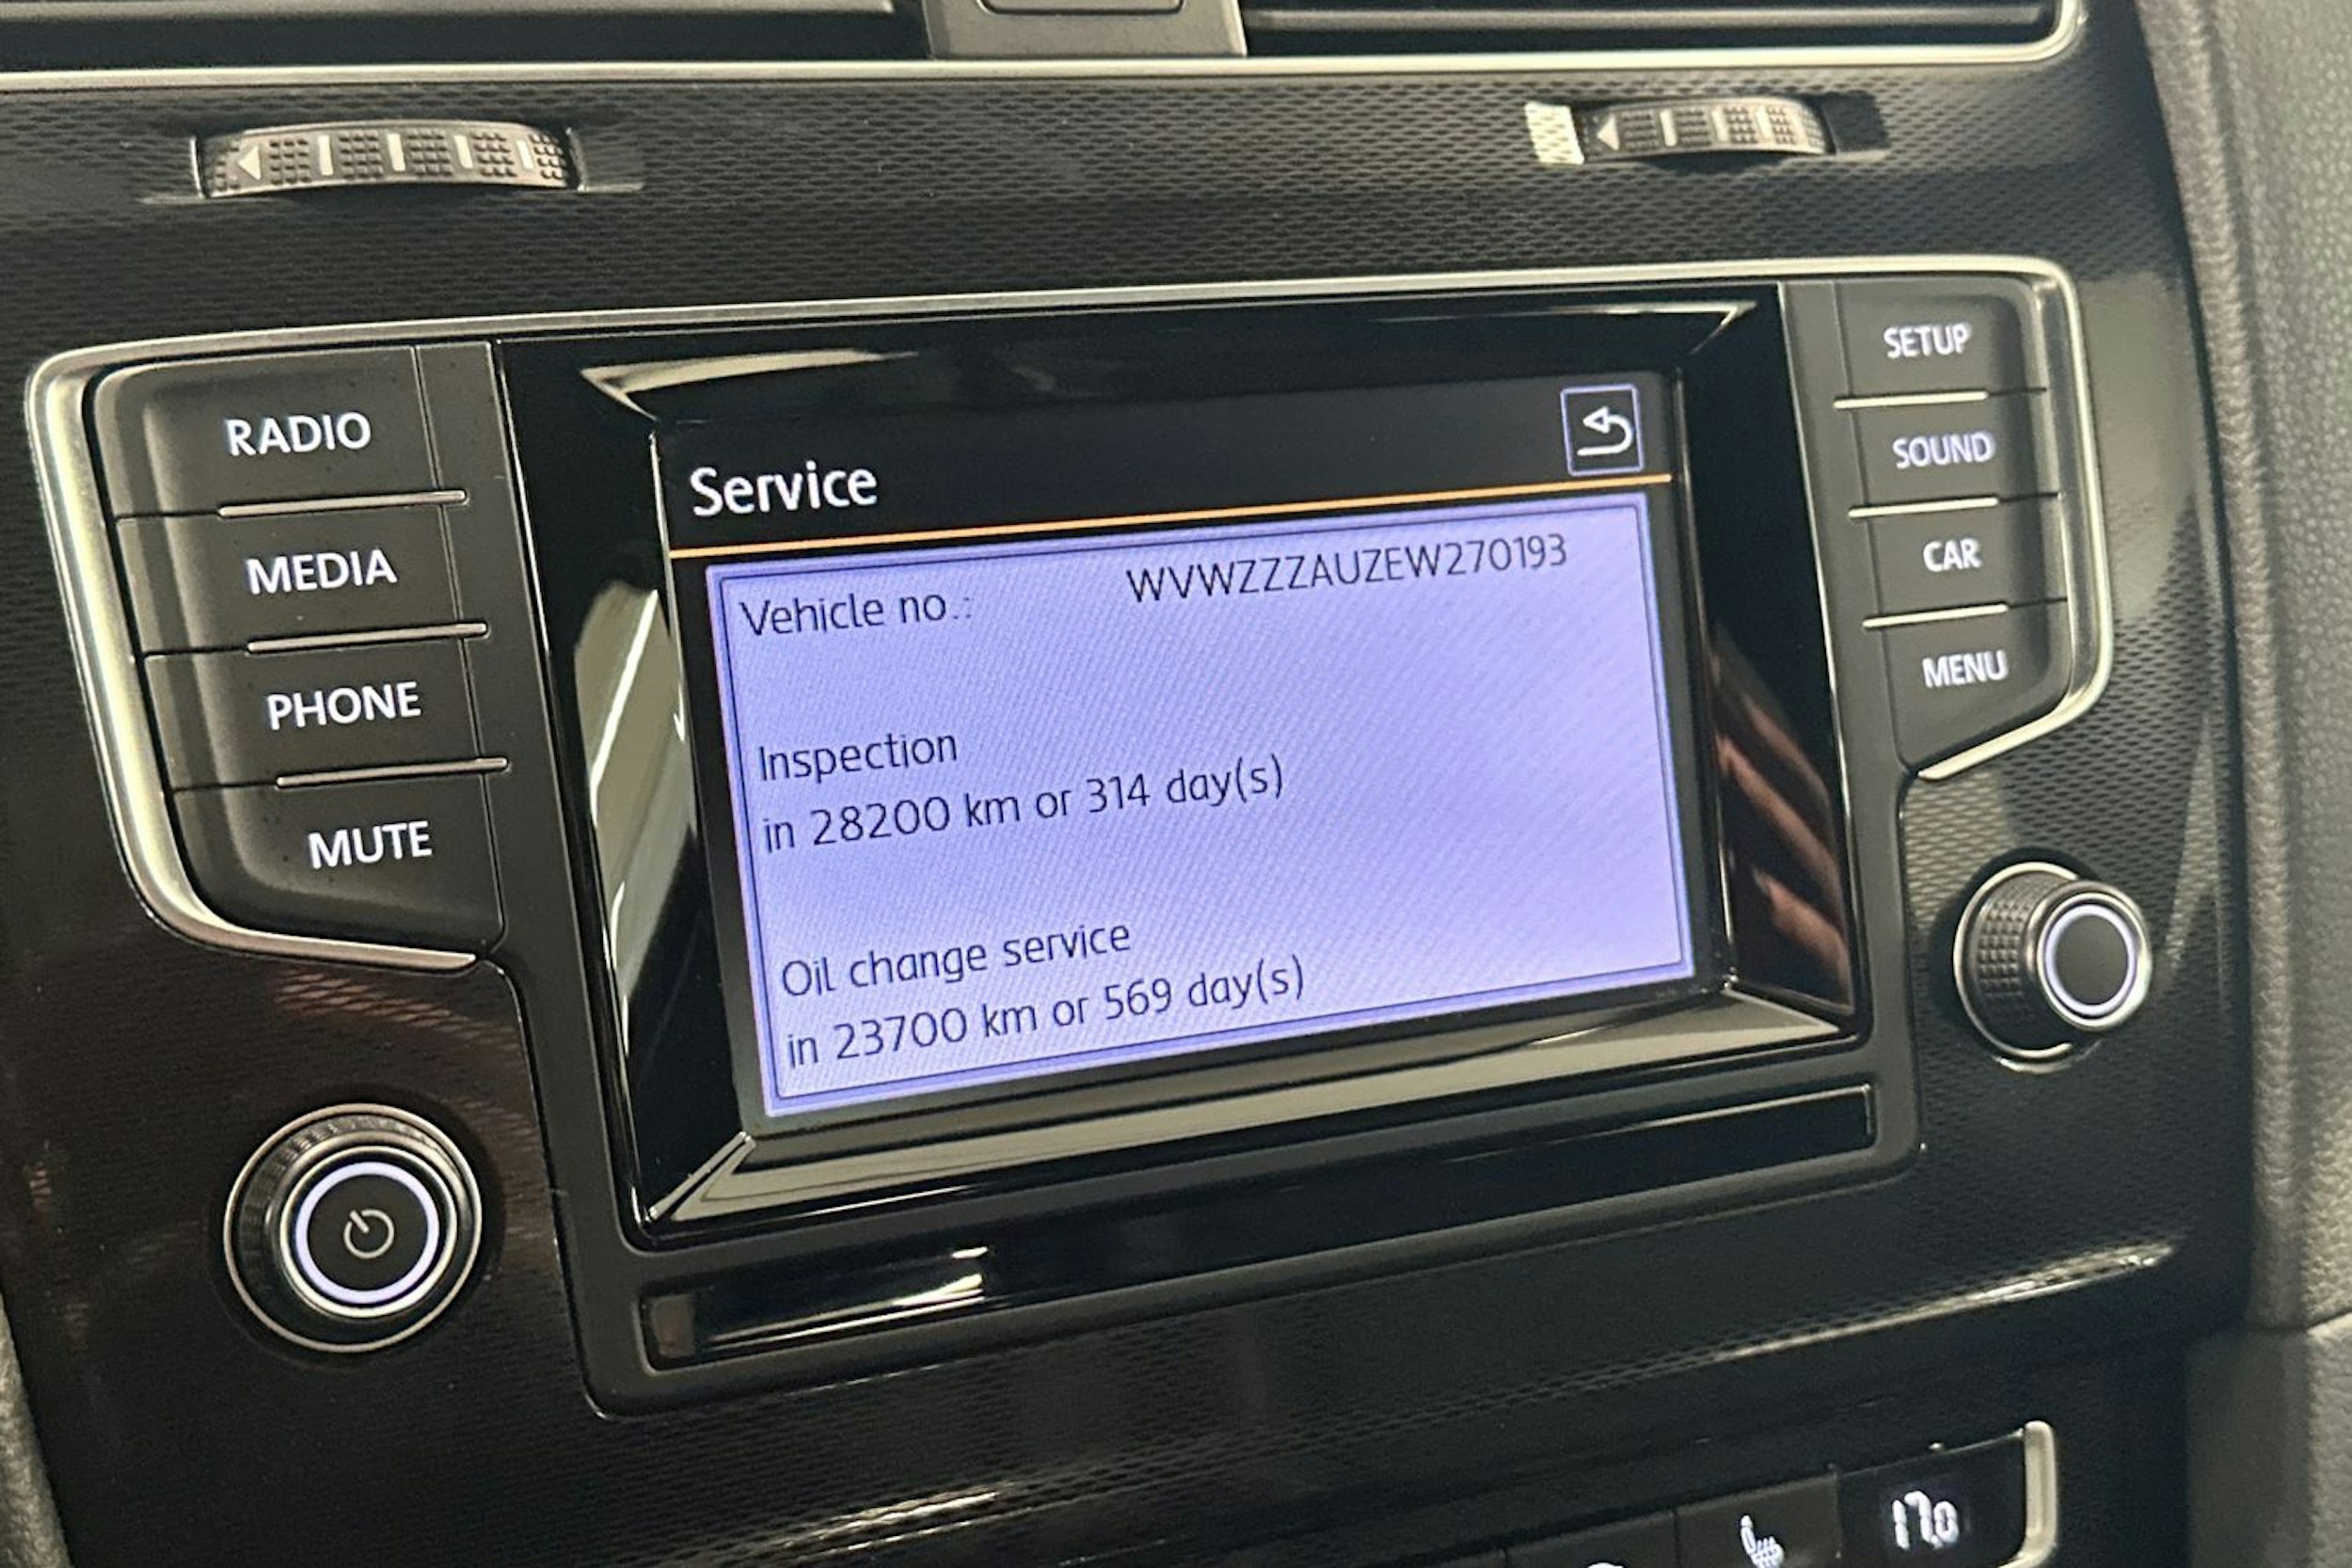 RADIO
MEDIA
PHONE
MUTE
Service
Vehicle no.: WVWZZZAUZEW270193
Inspection
in 28200 km or 314 day(s)
Oil change service
in 23700 km or 569 day(s)
SETUP
SOUND
CAR
MENU
17,0